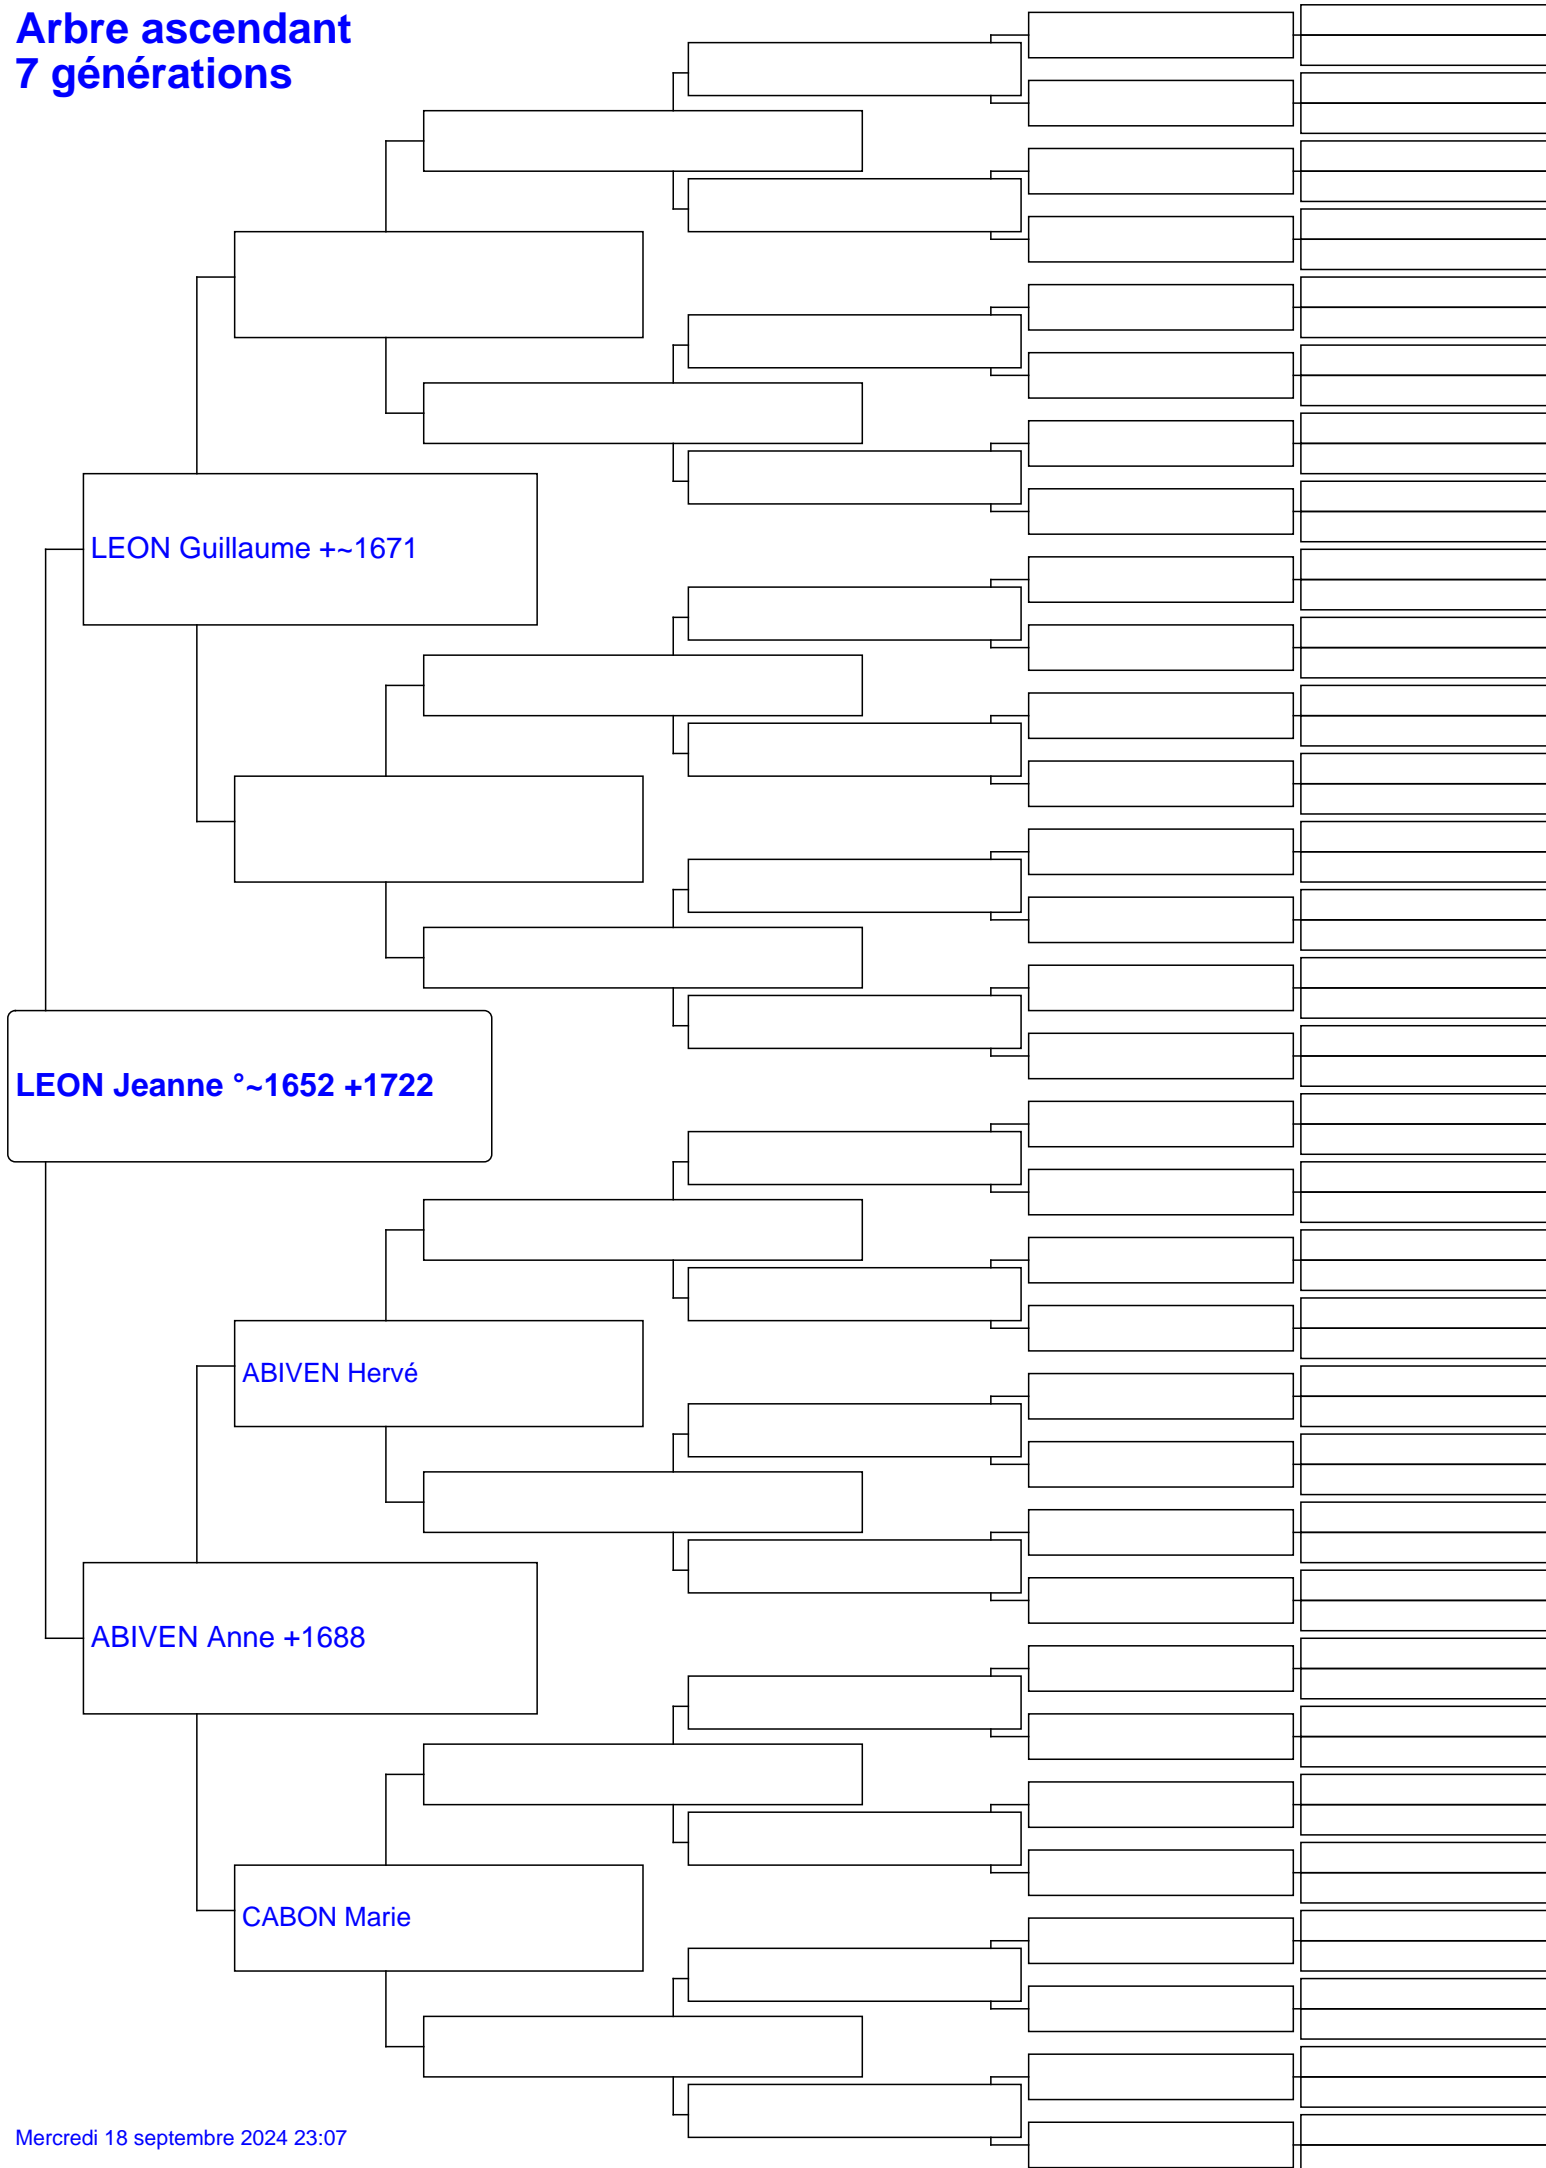 Arbre ascendant
7 générations
LEON Guillaume +~1671
LEON Jeanne °~1652 +1722
ABIVEN Hervé
ABIVEN Anne +1688
CABON Marie
Mercredi 18 septembre 2024 23:07